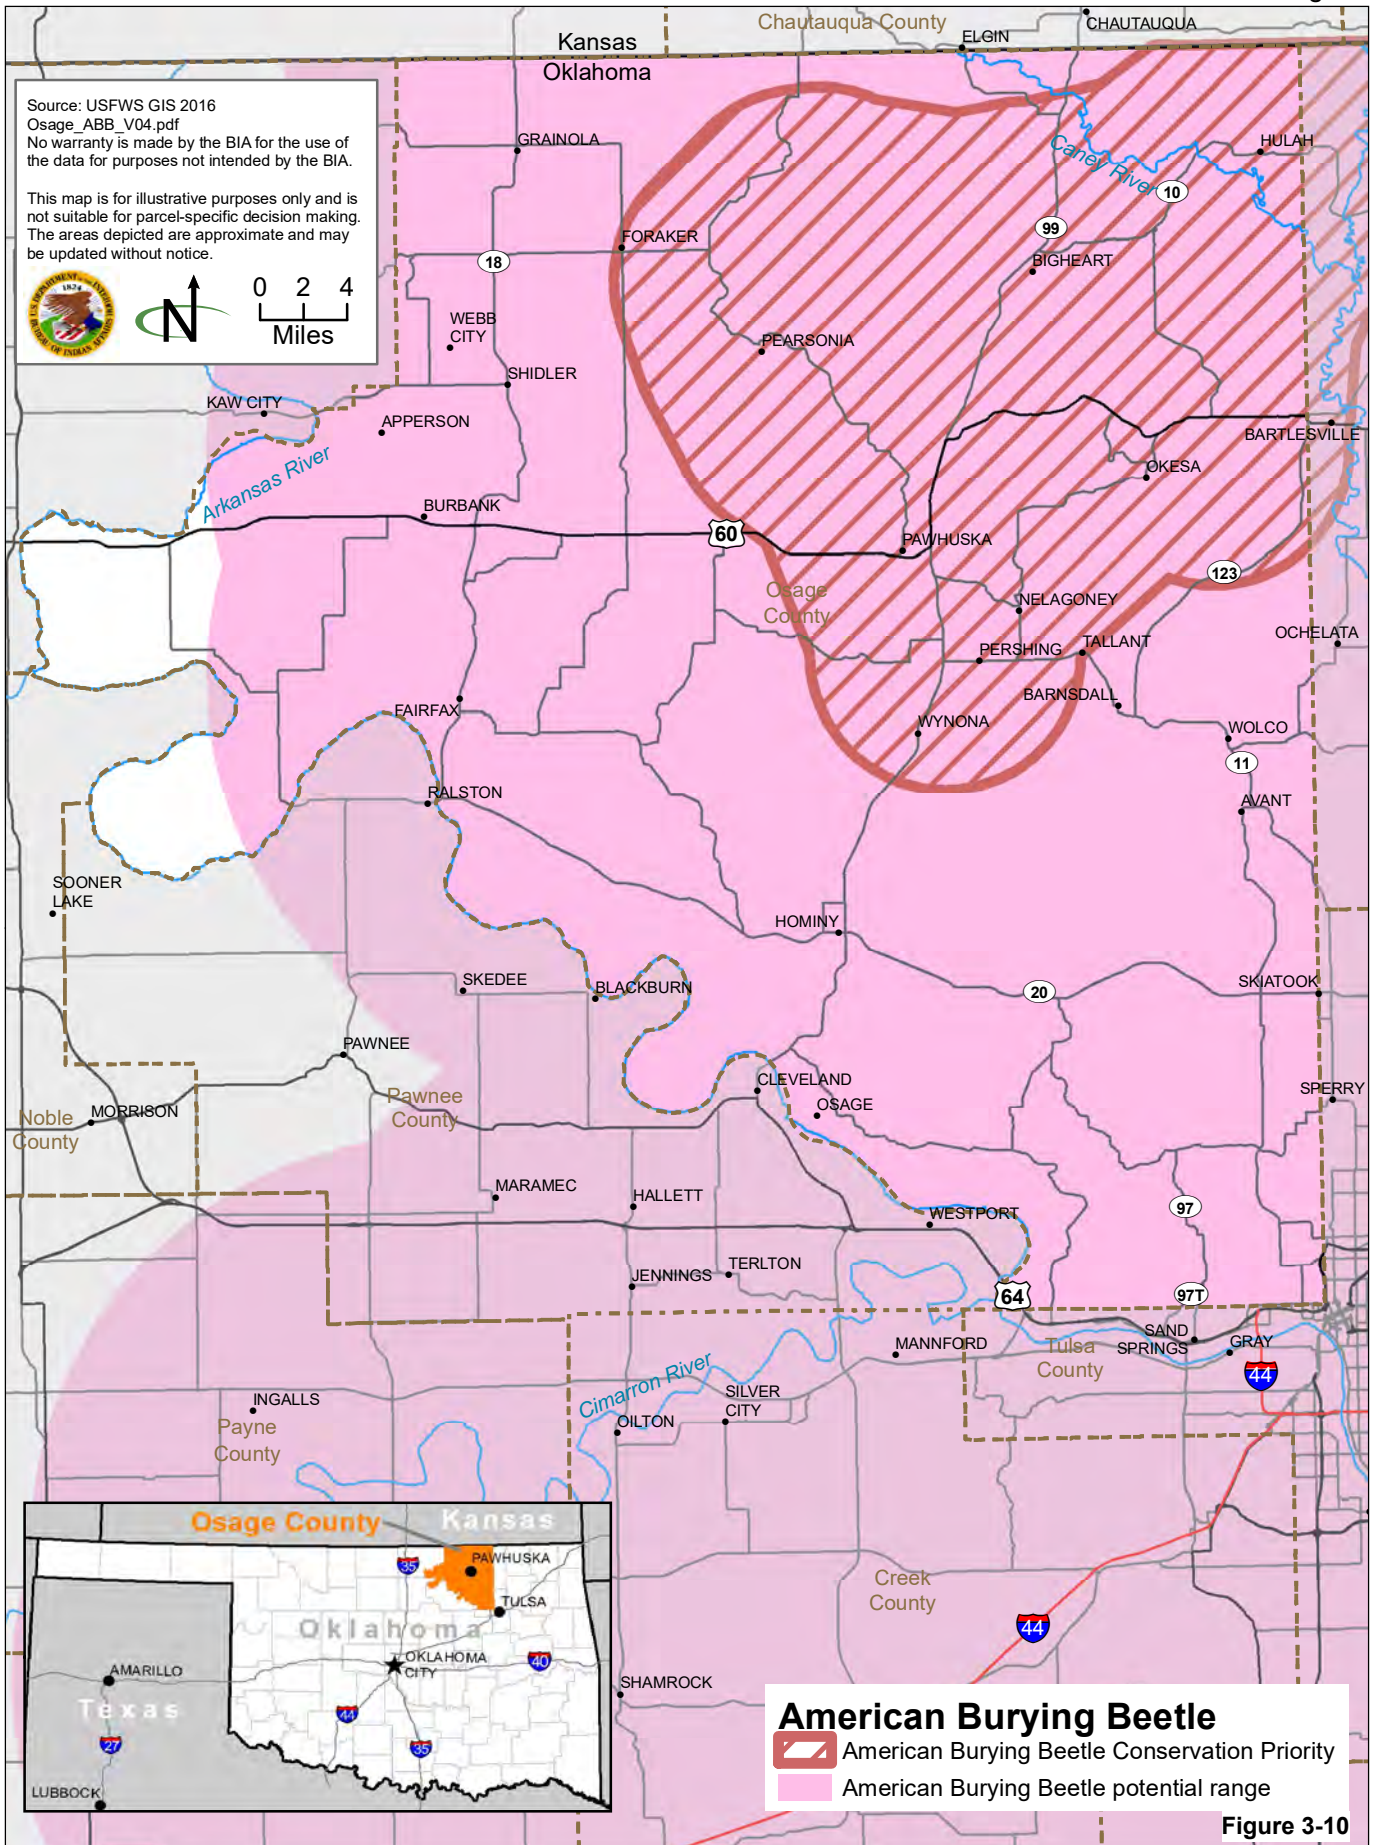 Chautauqua County
CHAUTAUQUA
ELGIN
Kansas
Oklahoma
Source: USFWS GIS 2016
Osage_ABB_V04.pdf
No warranty is made by the BIA for the use of
the data for purposes not intended by the BIA.
This map is for illustrative purposes only and is
not suitable for parcel-specific decision making.
The areas depicted are approximate and may
be updated without notice.
N
0 2 4
Miles
GRAINOLA
HULAH
Caney River
10
99
FORAKER
18
BIGHEART
WEBB
CITY
PEARSONIA
SHIDLER
KAW CITY
APPERSON
BARTLESVILLE
Arkansas River
OKESA
BURBANK
60
PAWHUSKA
123
Osage
County
NELAGONEY
OCHELATA
PERSHING
TALLANT
BARNSDALL
FAIRFAX
WYNONA
WOLCO
11
RALSTON
AVANT
SOONER
LAKE
HOMINY
SKEDEE
BLACKBURN
20
SKIATOOK
PAWNEE
CLEVELAND
OSAGE
SPERRY
Pawnee
County
Noble
County
MORRISON
MARAMEC
HALLETT
97
WESTPORT
JENNINGS
TERLTON
64
97T
MANNFORD
Tulsa
County
SAND
SPRINGS
GRAY
44
Cimarron River
INGALLS
SILVER
CITY
OILTON
Payne
County
Creek
County
44
SHAMROCK
Osage County
Kansas
35
PAWHUSKA
TULSA
Oklahoma
OKLAHOMA
CITY
40
AMARILLO
Texas
44
27
35
LUBBOCK
American Burying Beetle
American Burying Beetle Conservation Priority
American Burying Beetle potential range
Figure 3-10